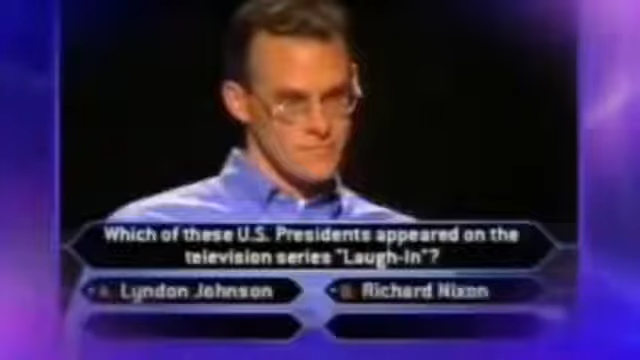 Which of these U.S. Presidents appeared on the
television series "Laugh-In"?
A: Lyndon Johnson
B: Richard Nixon